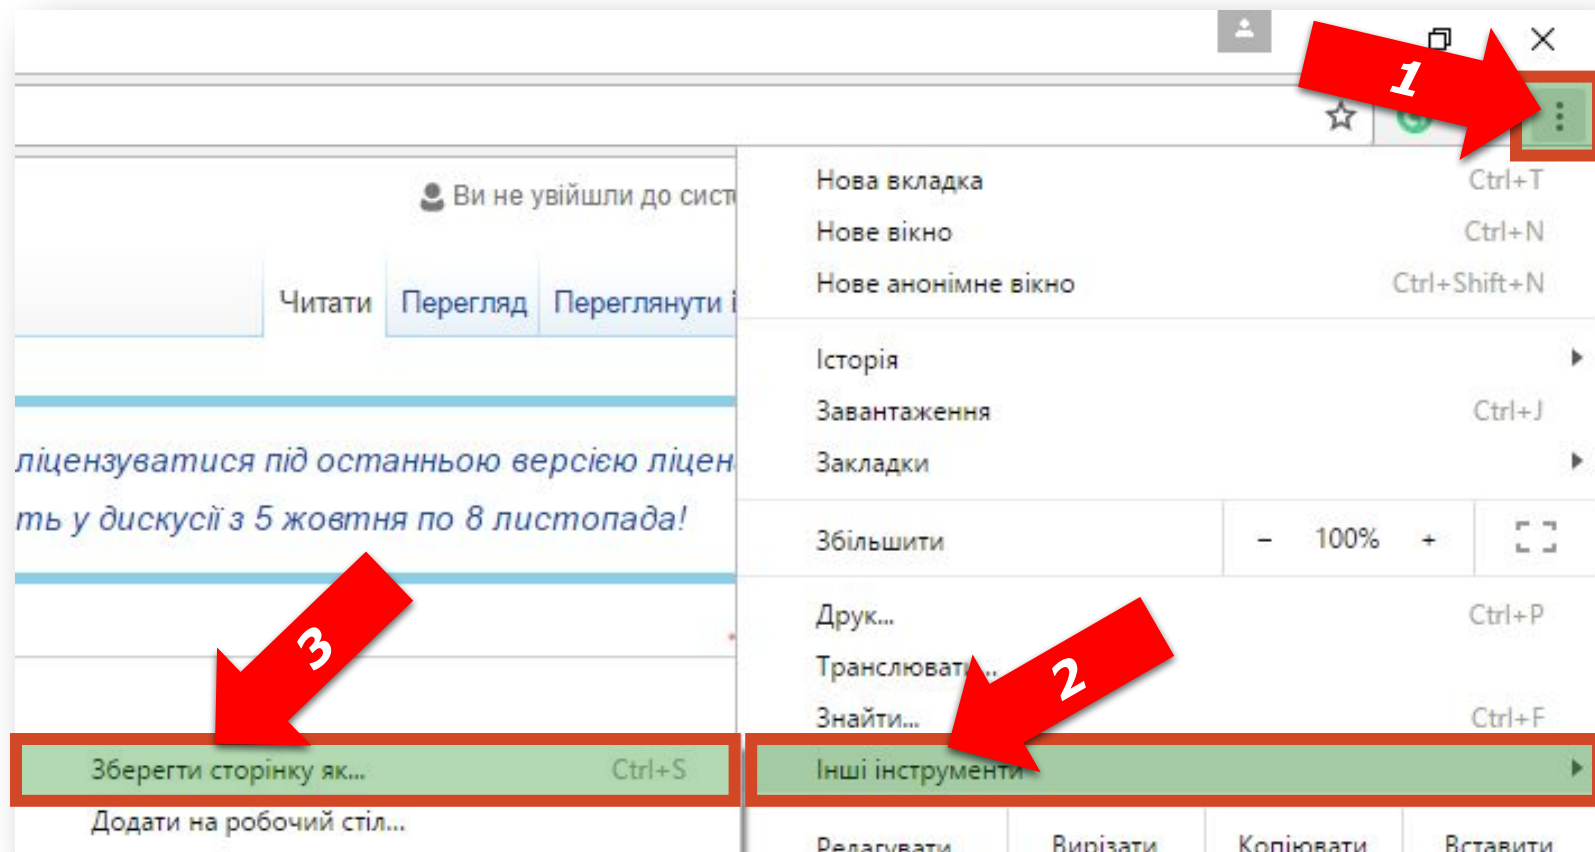 1
Ви не увійшли до сист
Читати Перегляд Переглянути і
ліцензуватися під останньою версією ліцен
ть у дискусії з 5 жовтня по 8 листопада!
3
Зберегти сторінку як... Ctrl+S
Додати на робочий стіл...
Нова вкладка Ctrl+T
Нове вікно Ctrl+N
Нове анонімне вікно Ctrl+Shift+N
Історія
Завантаження Ctrl+J
Закладки
Збільшити - 100% +
Друк... Ctrl+P
Транслювати...
2
Знайти... Ctrl+F
Інші інструменти
Редагувати Вирізати Копіювати Вставити